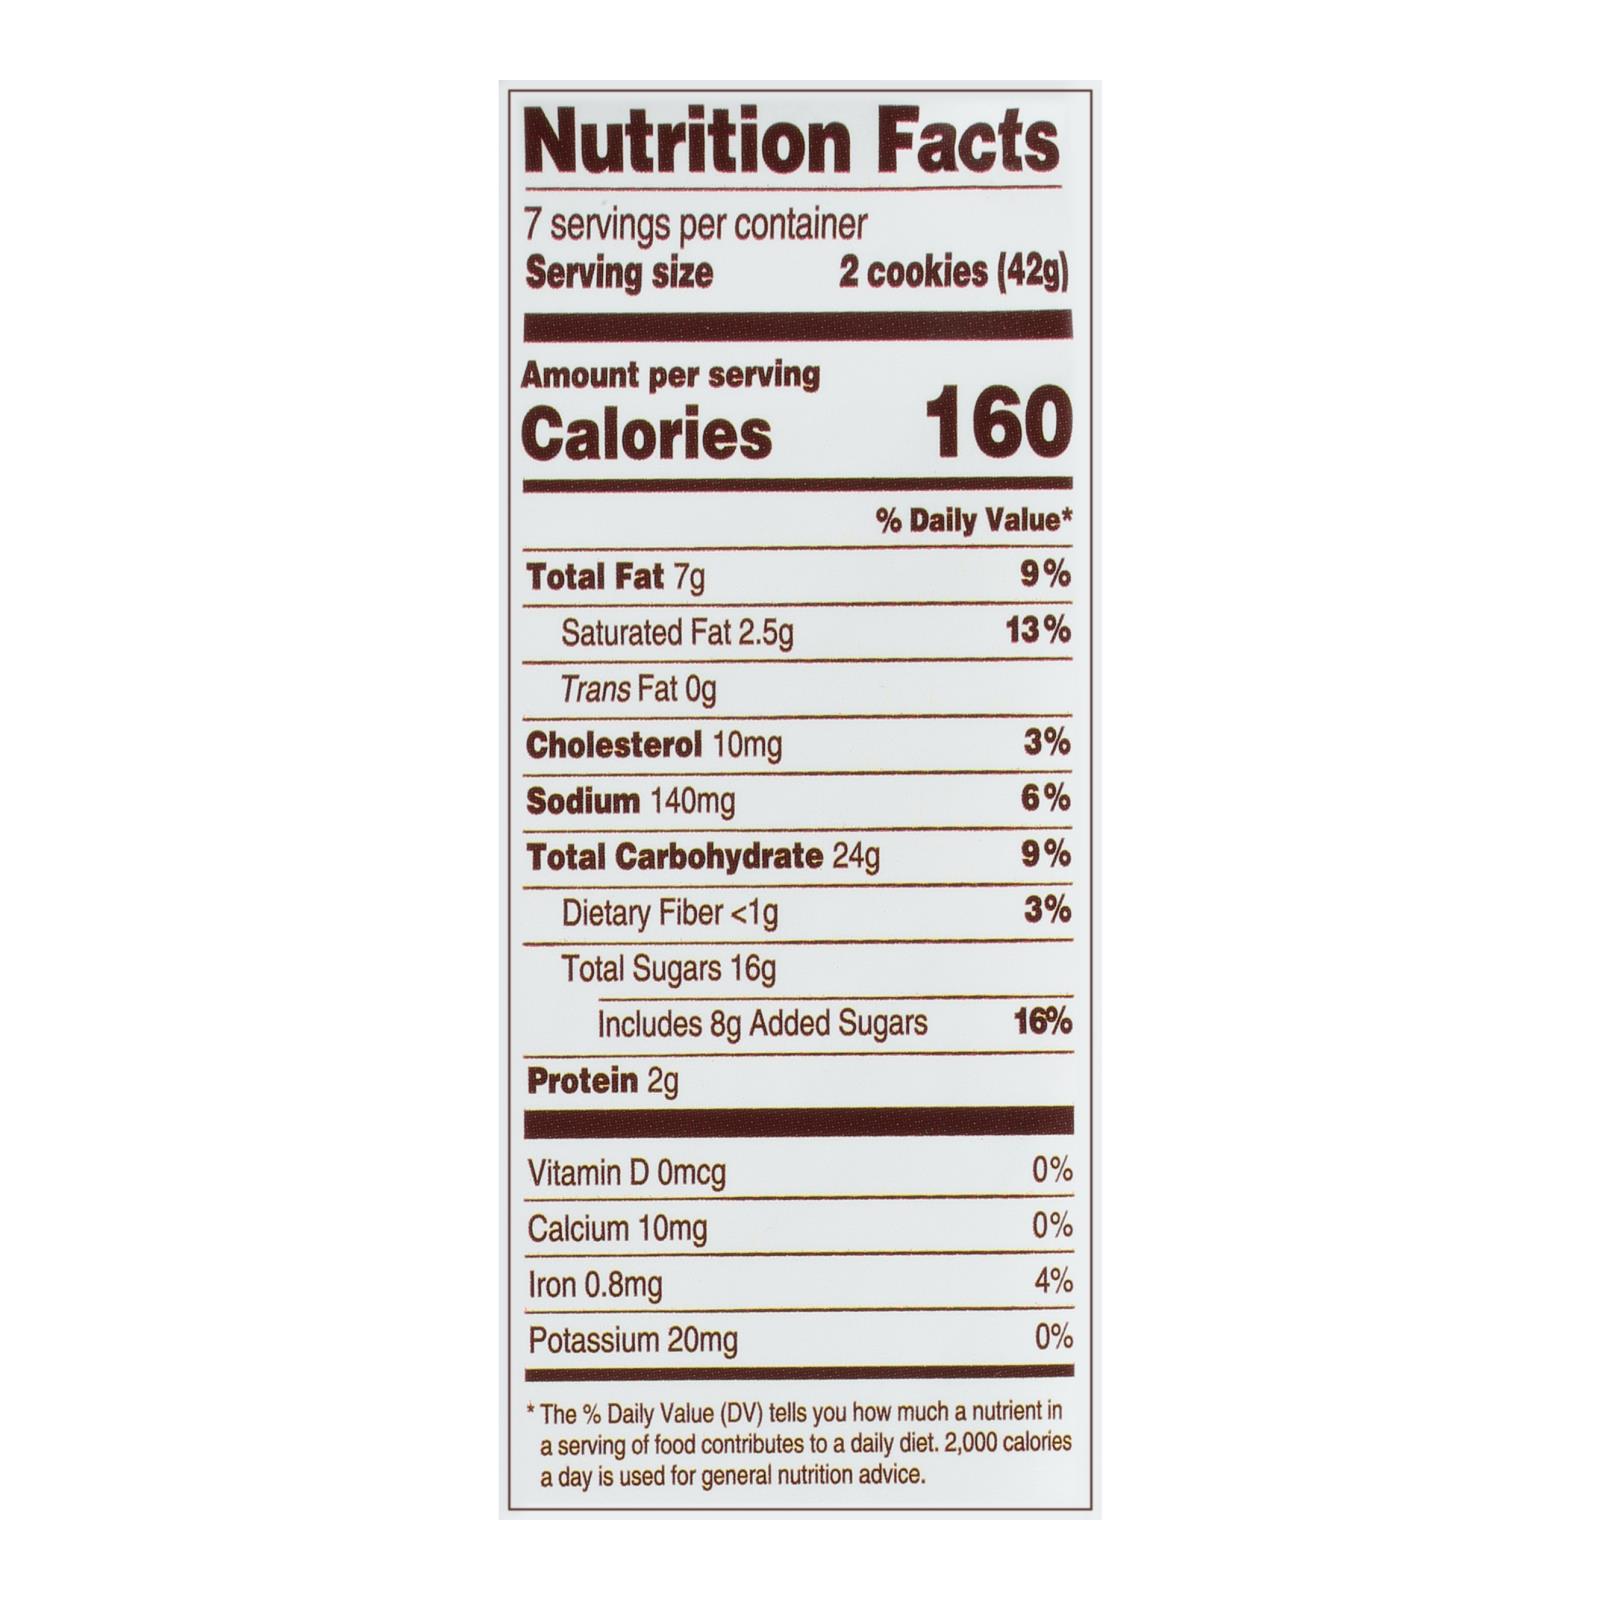 Nutrition Facts
7 servings per container
Serving size 2 cookies (42g)
Amount per serving
Calories 160
% Daily Value*
Total Fat 7g 9%
Saturated Fat 2.5g 13%
Trans Fat 0g
Cholesterol 10mg 3%
Sodium 140mg 6%
Total Carbohydrate 24g 9%
Dietary Fiber <1g 3%
Total Sugars 16g
Includes 8g Added Sugars 16%
Protein 2g
Vitamin D 0mcg 0%
Calcium 10mg 0%
Iron 0.8mg 4%
Potassium 20mg 0%
* The % Daily Value (DV) tells you how much a nutrient in
a serving of food contributes to a daily diet. 2,000 calories
a day is used for general nutrition advice.